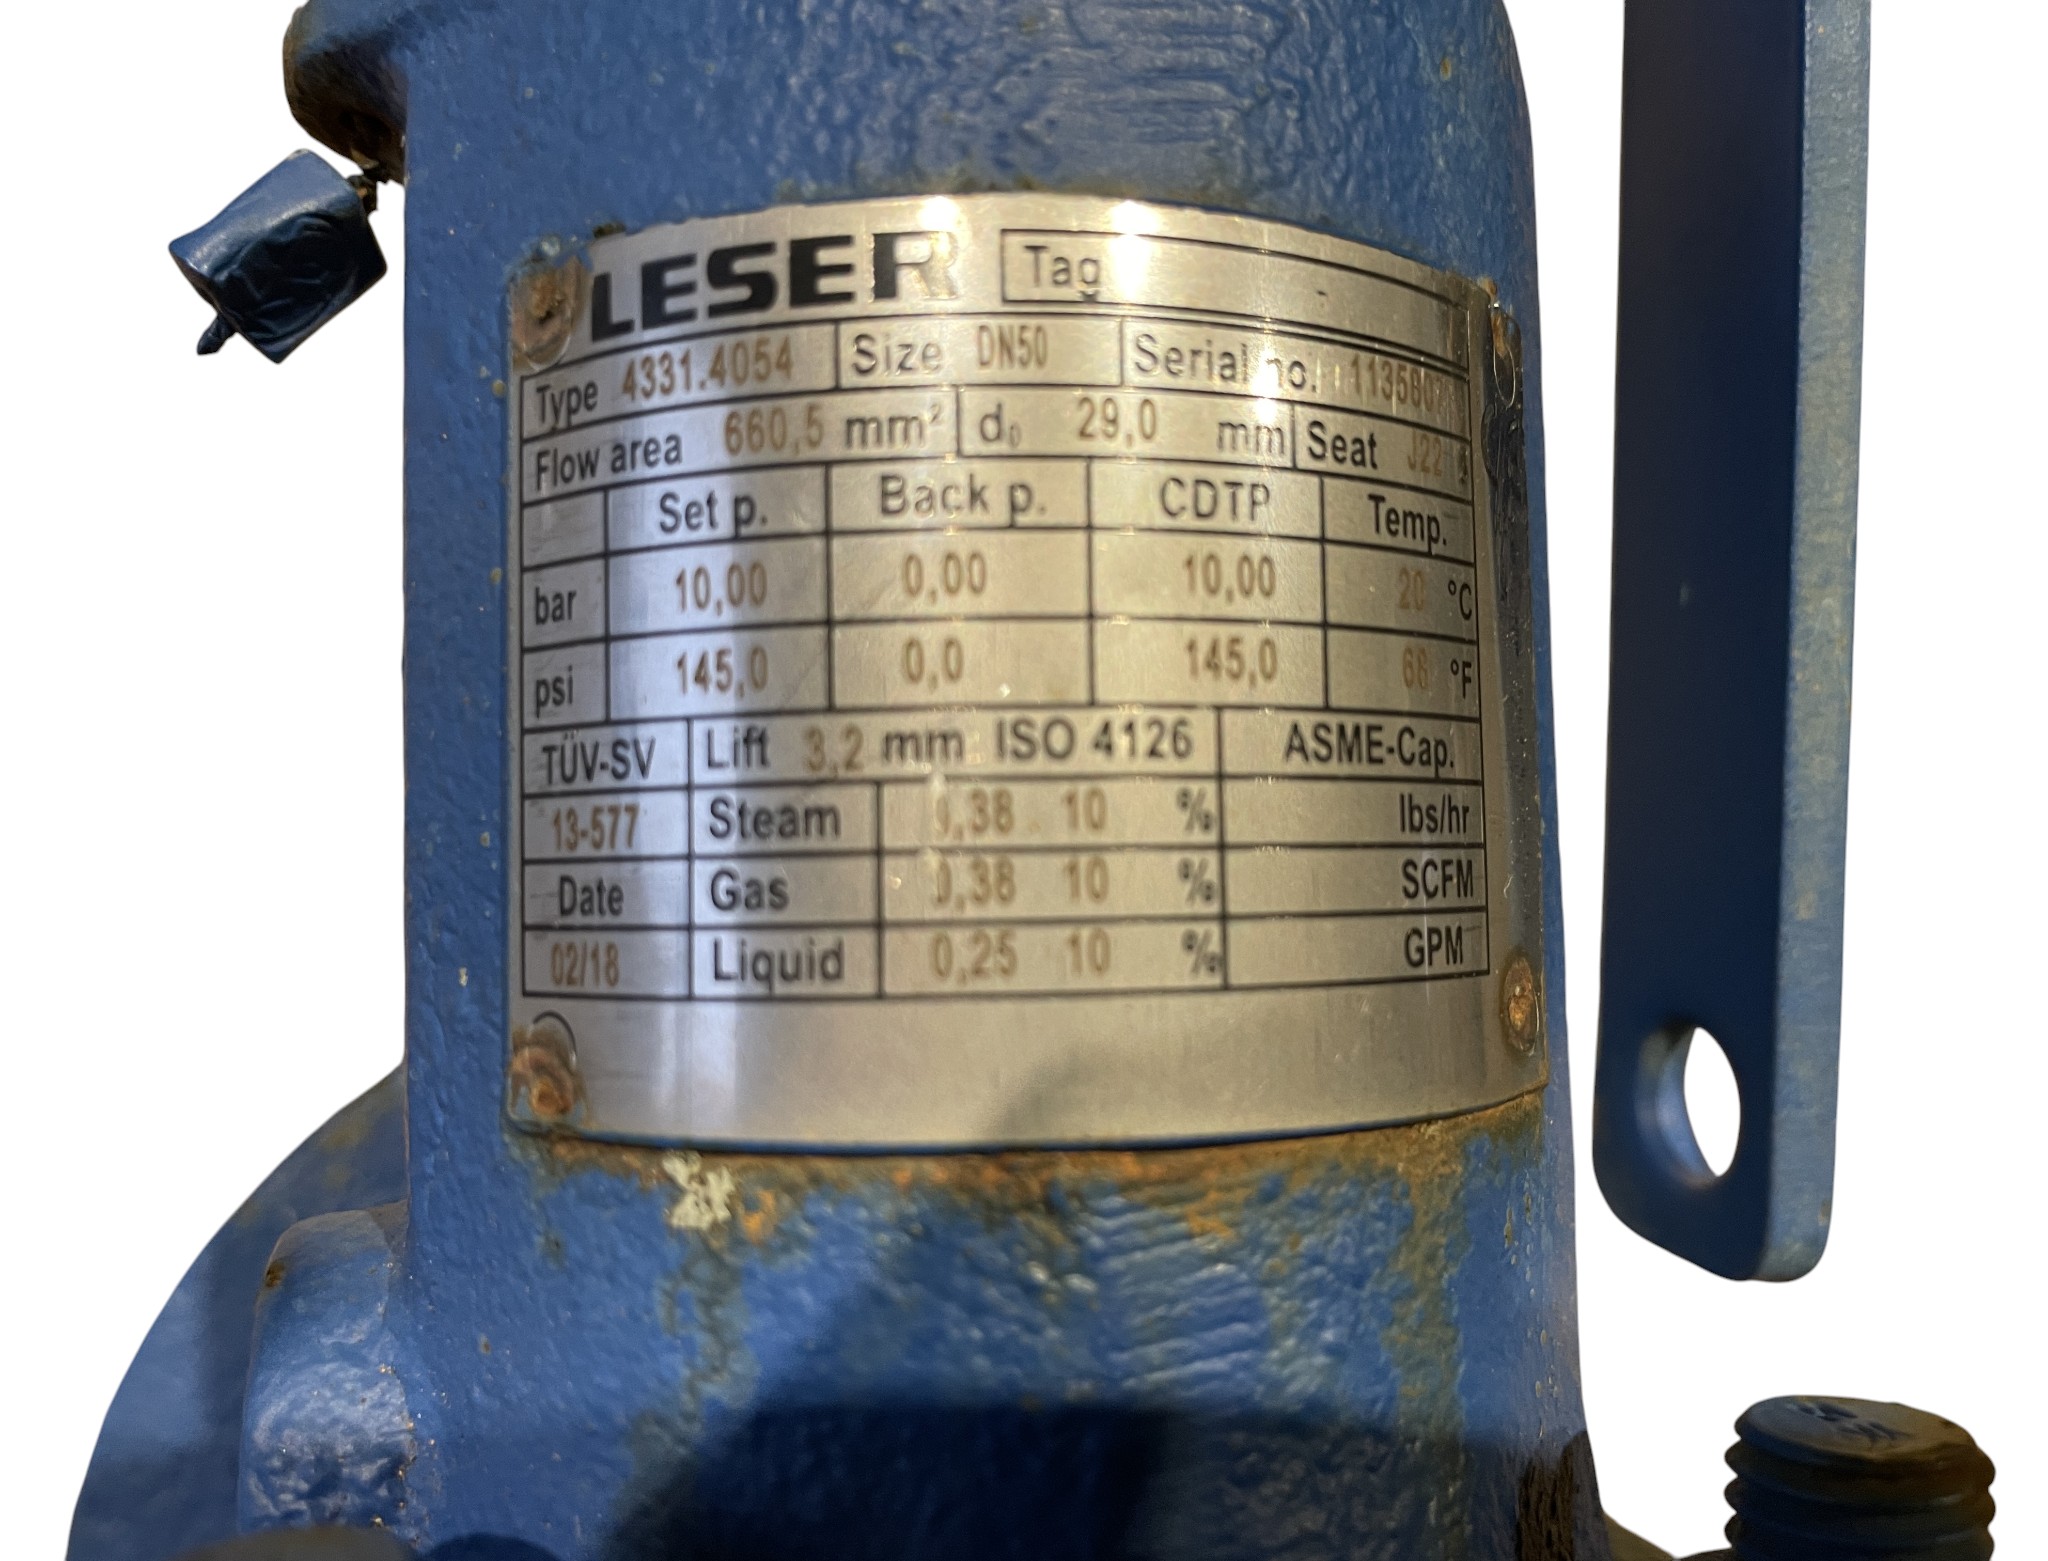 LESER Tag
Type 4331.4054 Size DN50 Serial no.
Flow area 660,5 mm² d₀ 29,0 mm Seat J22
Set p. Back p. CDTP Temp.
bar 10,00 0,00 10,00 20 °C
psi 145,0 0,0 145,0 68 °F
TÜV-SV Lift 3,2 mm ISO 4126 ASME-Cap.
13-577 Steam 0,38 10 % lbs/hr
Date Gas 0,38 10 % SCFM
02/18 Liquid 0,25 10 % GPM